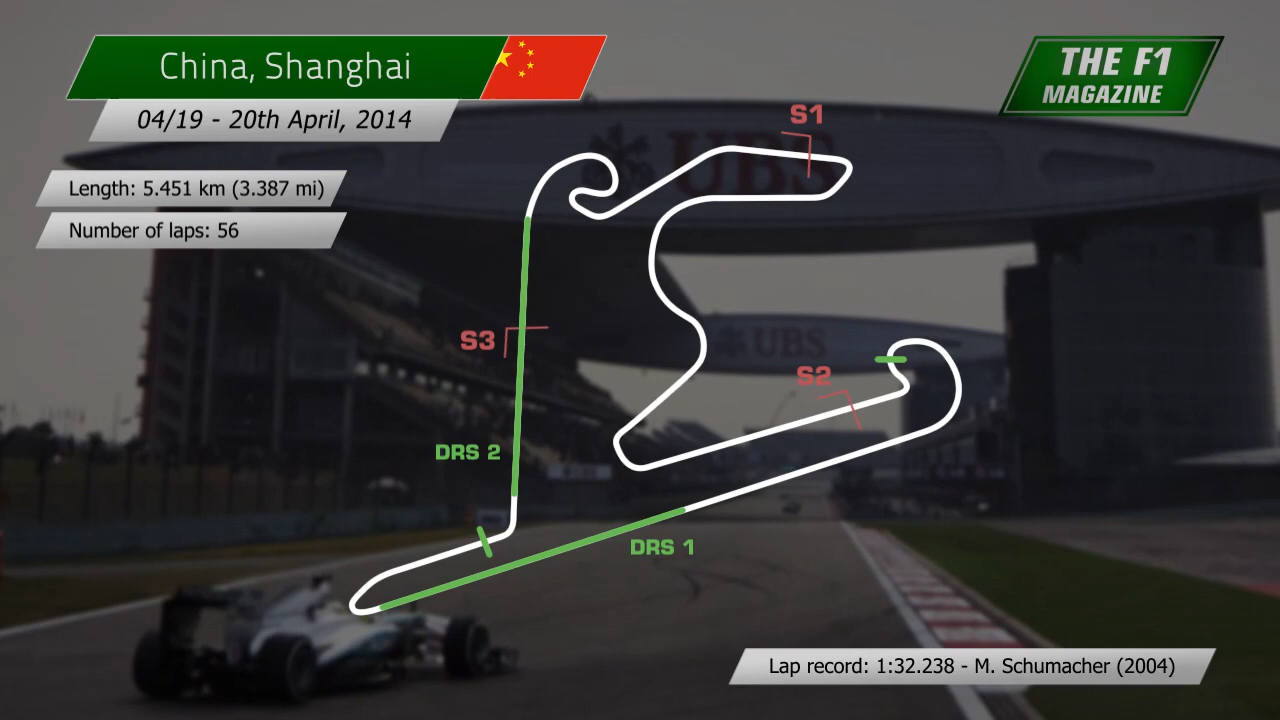 China, Shanghai
04/19 - 20th April, 2014
Length: 5.451 km (3.387 mi)
Number of laps: 56
THE F1
MAGAZINE
S1
UBS
S3
UBS
S2
DRS 2
DRS 1
Lap record: 1:32.238 - M. Schumacher (2004)